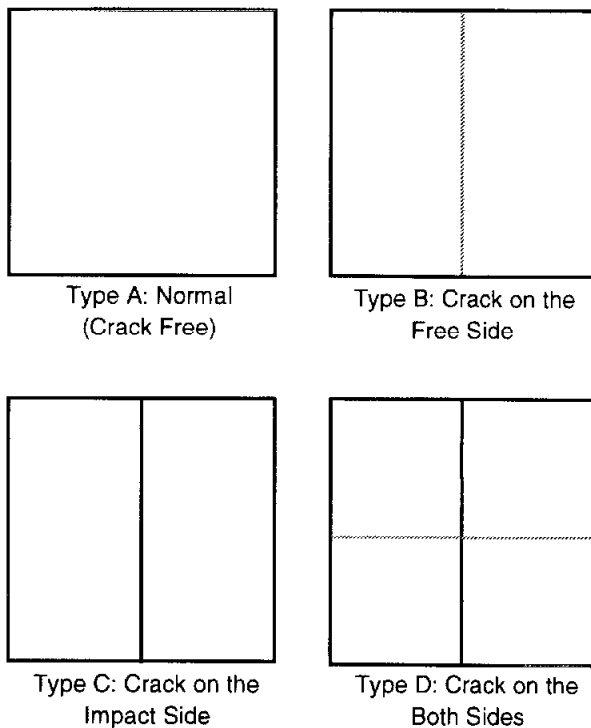 Type A: Normal
(Crack Free)
Type B: Crack on the
Free Side
Type C: Crack on the
Impact Side
Type D: Crack on the
Both Sides